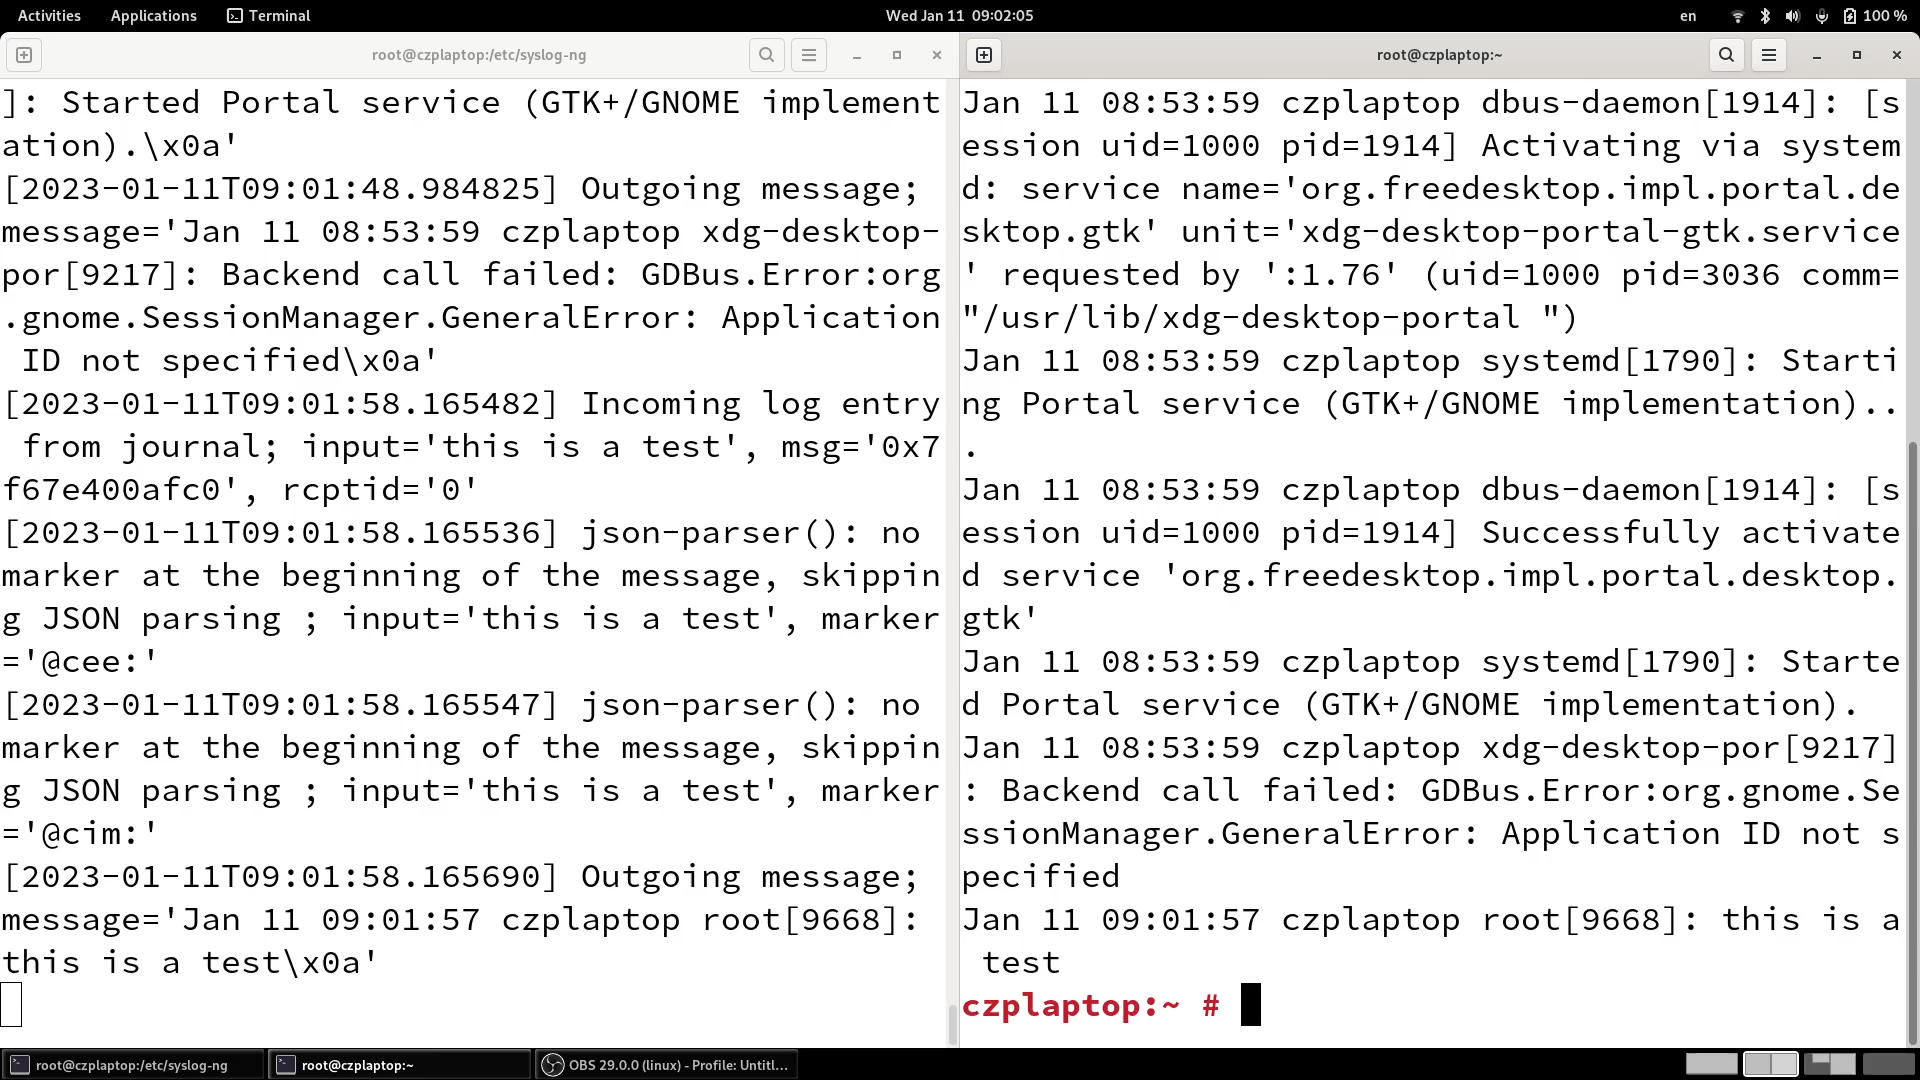 Activities Applications Terminal Wed Jan 11 09:02:05 en 100 %
root@czplaptop:/etc/syslog-ng
]: Started Portal service (GTK+/GNOME implement
ation).\x0a'
[2023-01-11T09:01:48.984825] Outgoing message;
message='Jan 11 08:53:59 czplaptop xdg-desktop-
por[9217]: Backend call failed: GDBus.Error:org
.gnome.SessionManager.GeneralError: Application
 ID not specified\x0a'
[2023-01-11T09:01:58.165482] Incoming log entry
 from journal; input='this is a test', msg='0x7
f67e400afc0', rcptid='0'
[2023-01-11T09:01:58.165536] json-parser(): no
marker at the beginning of the message, skippin
g JSON parsing ; input='this is a test', marker
='@cee:'
[2023-01-11T09:01:58.165547] json-parser(): no
marker at the beginning of the message, skippin
g JSON parsing ; input='this is a test', marker
='@cim:'
[2023-01-11T09:01:58.165690] Outgoing message;
message='Jan 11 09:01:57 czplaptop root[9668]:
this is a test\x0a'
root@czplaptop:~
Jan 11 08:53:59 czplaptop dbus-daemon[1914]: [s
ession uid=1000 pid=1914] Activating via system
d: service name='org.freedesktop.impl.portal.de
sktop.gtk' unit='xdg-desktop-portal-gtk.service
' requested by ':1.76' (uid=1000 pid=3036 comm=
"/usr/lib/xdg-desktop-portal ")
Jan 11 08:53:59 czplaptop systemd[1790]: Starti
ng Portal service (GTK+/GNOME implementation)..
.
Jan 11 08:53:59 czplaptop dbus-daemon[1914]: [s
ession uid=1000 pid=1914] Successfully activate
d service 'org.freedesktop.impl.portal.desktop.
gtk'
Jan 11 08:53:59 czplaptop systemd[1790]: Starte
d Portal service (GTK+/GNOME implementation).
Jan 11 08:53:59 czplaptop xdg-desktop-por[9217]
: Backend call failed: GDBus.Error:org.gnome.Se
ssionManager.GeneralError: Application ID not s
pecified
Jan 11 09:01:57 czplaptop root[9668]: this is a
 test
czplaptop:~ #
root@czplaptop:/etc/syslog-ng root@czplaptop:~ OBS 29.0.0 (linux) - Profile: Untitl...